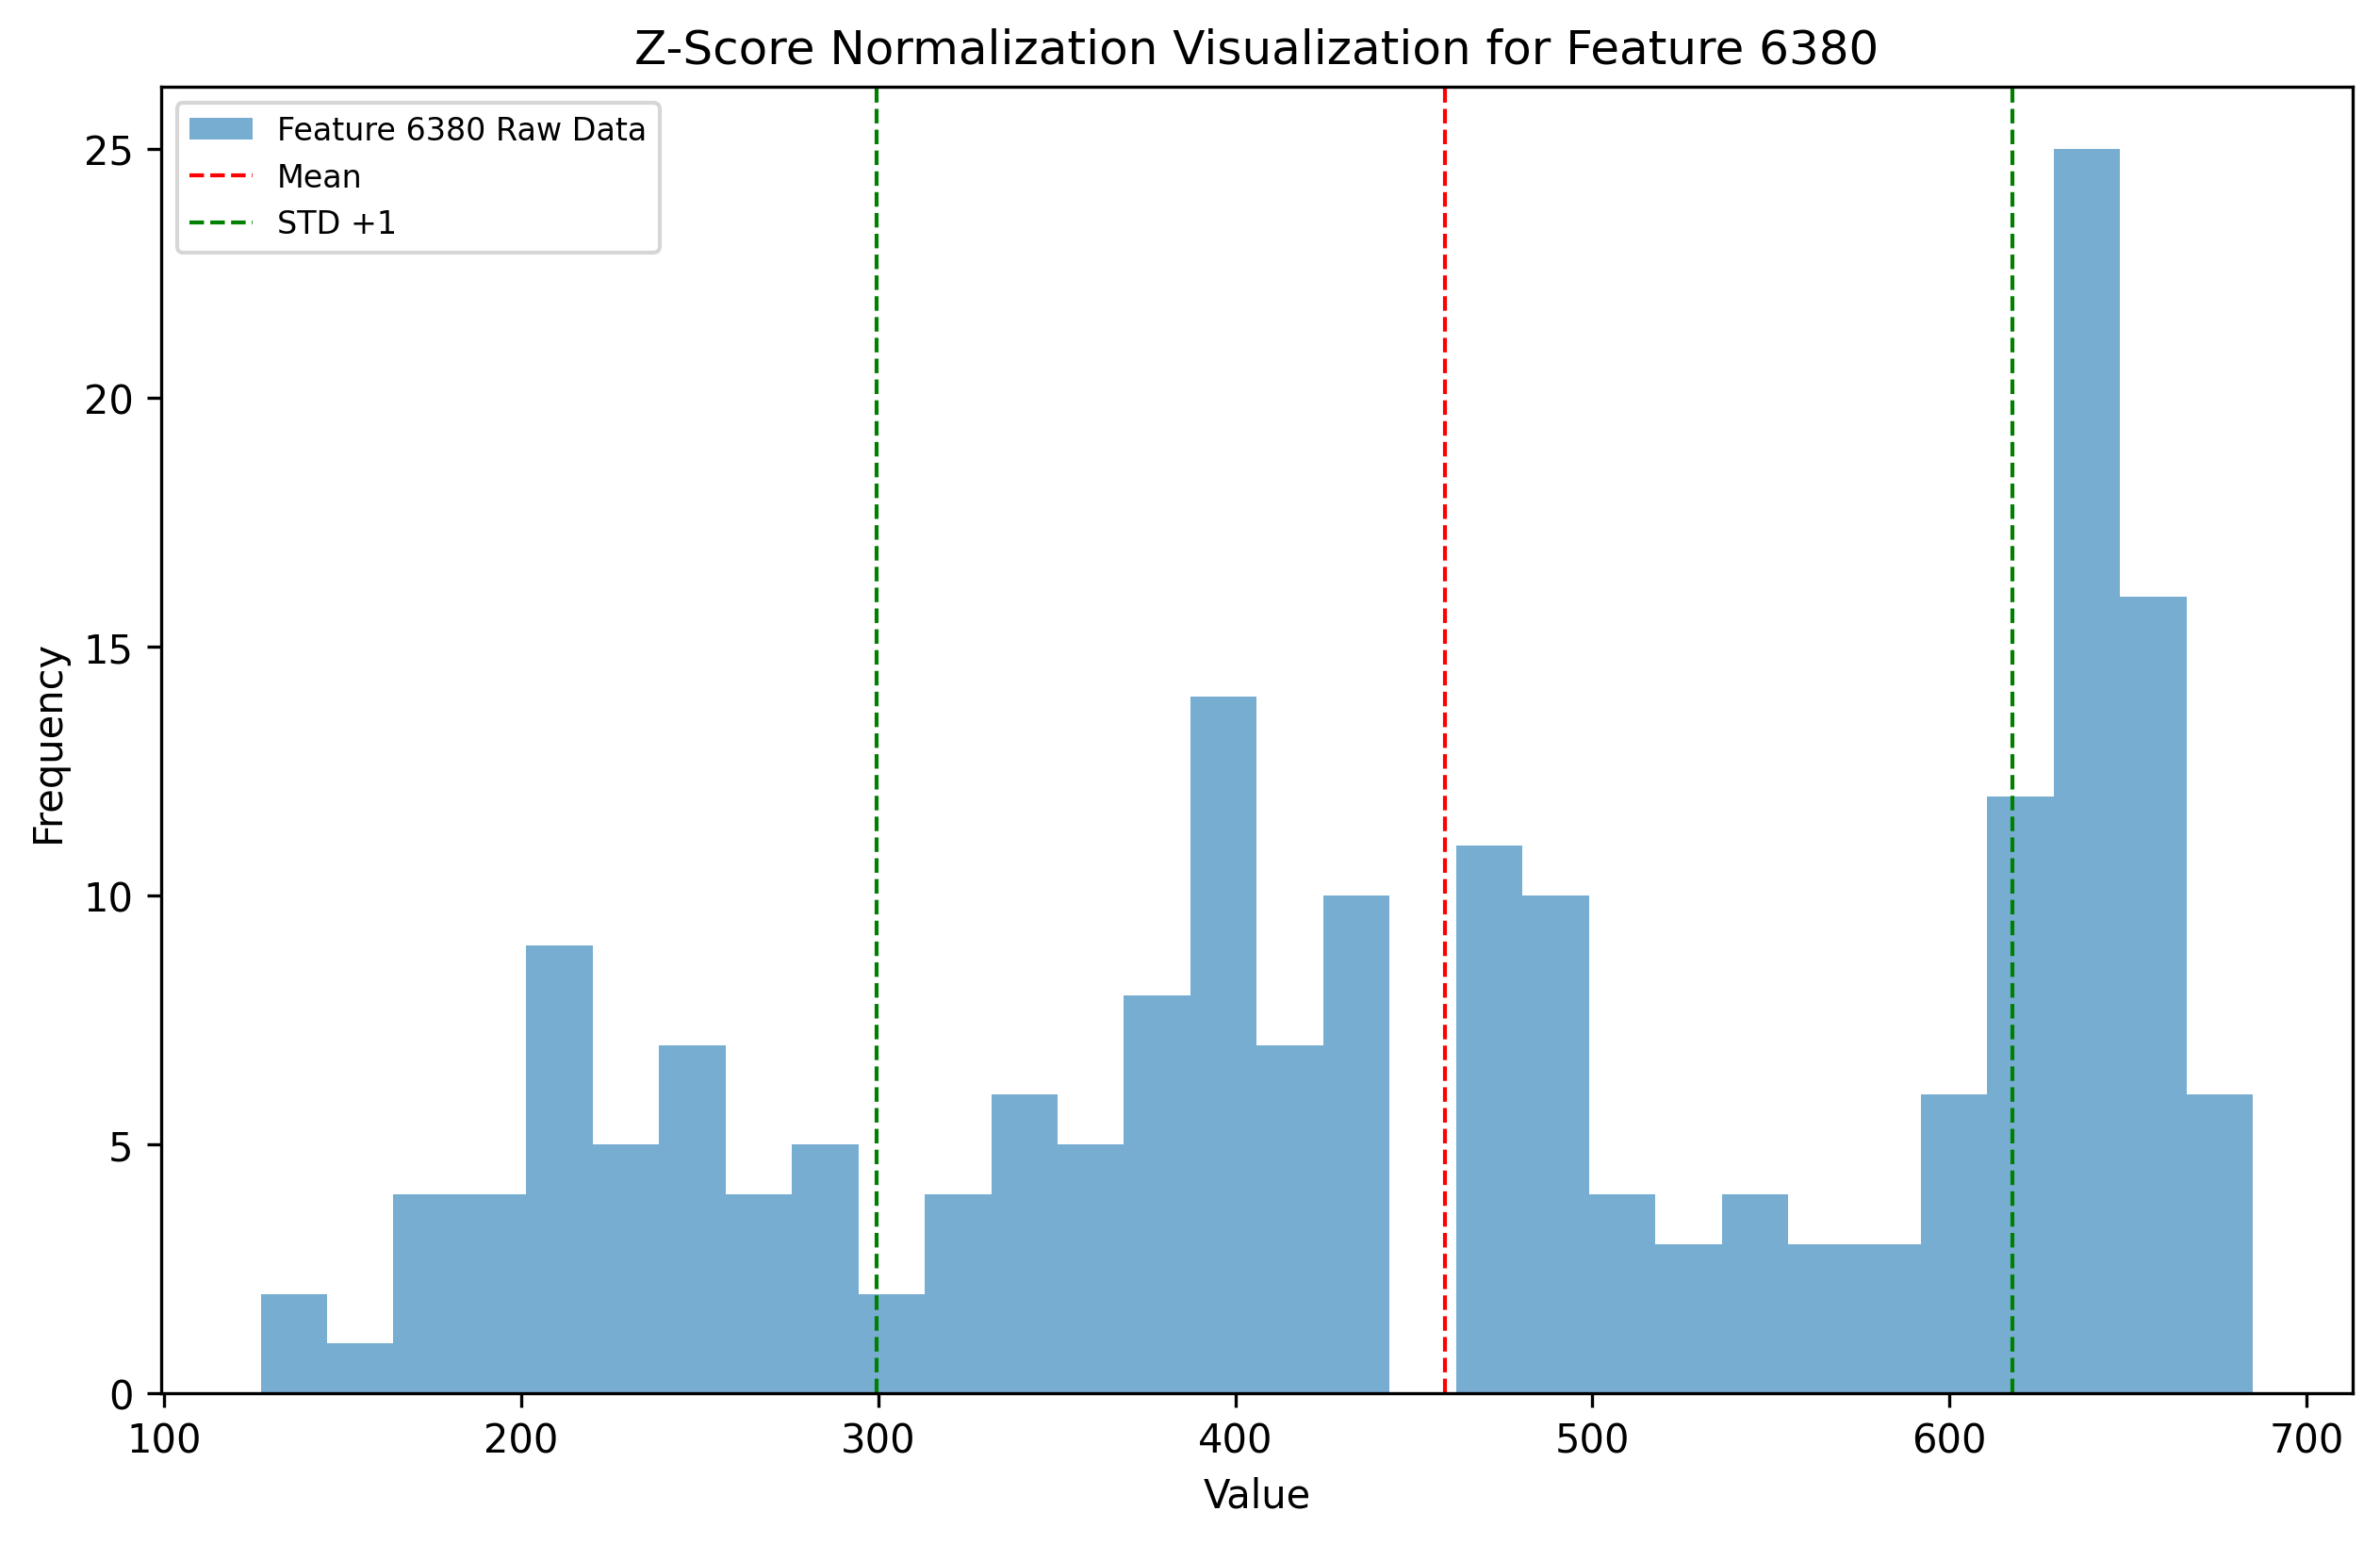 Z-Score Normalization Visualization for Feature 6380
Feature 6380 Raw Data
Mean
STD +1
25
20
15
10
5
0
Frequency
100 200 300 400 500 600 700
Value